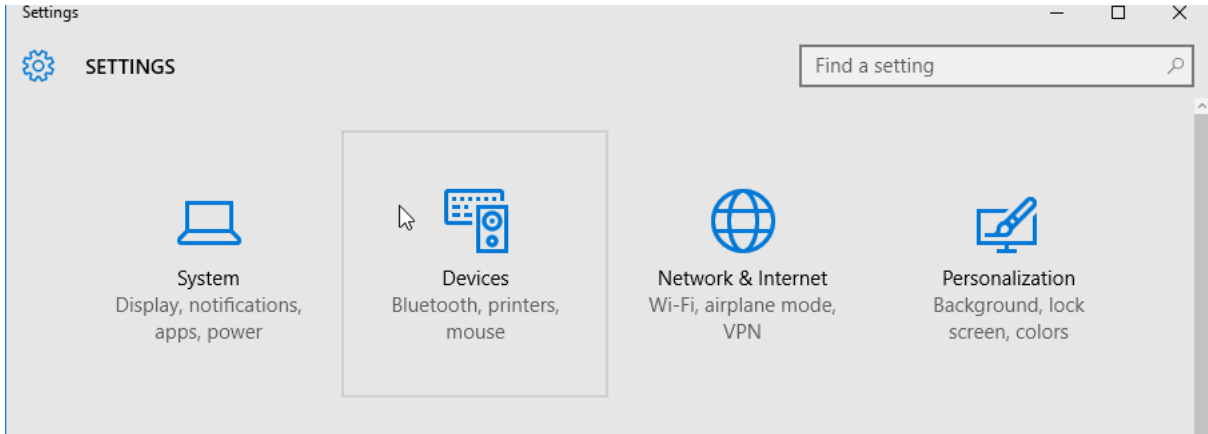 Settings
SETTINGS
Find a setting
System
Display, notifications,
apps, power
Devices
Bluetooth, printers,
mouse
Network & Internet
Wi-Fi, airplane mode,
VPN
Personalization
Background, lock
screen, colors